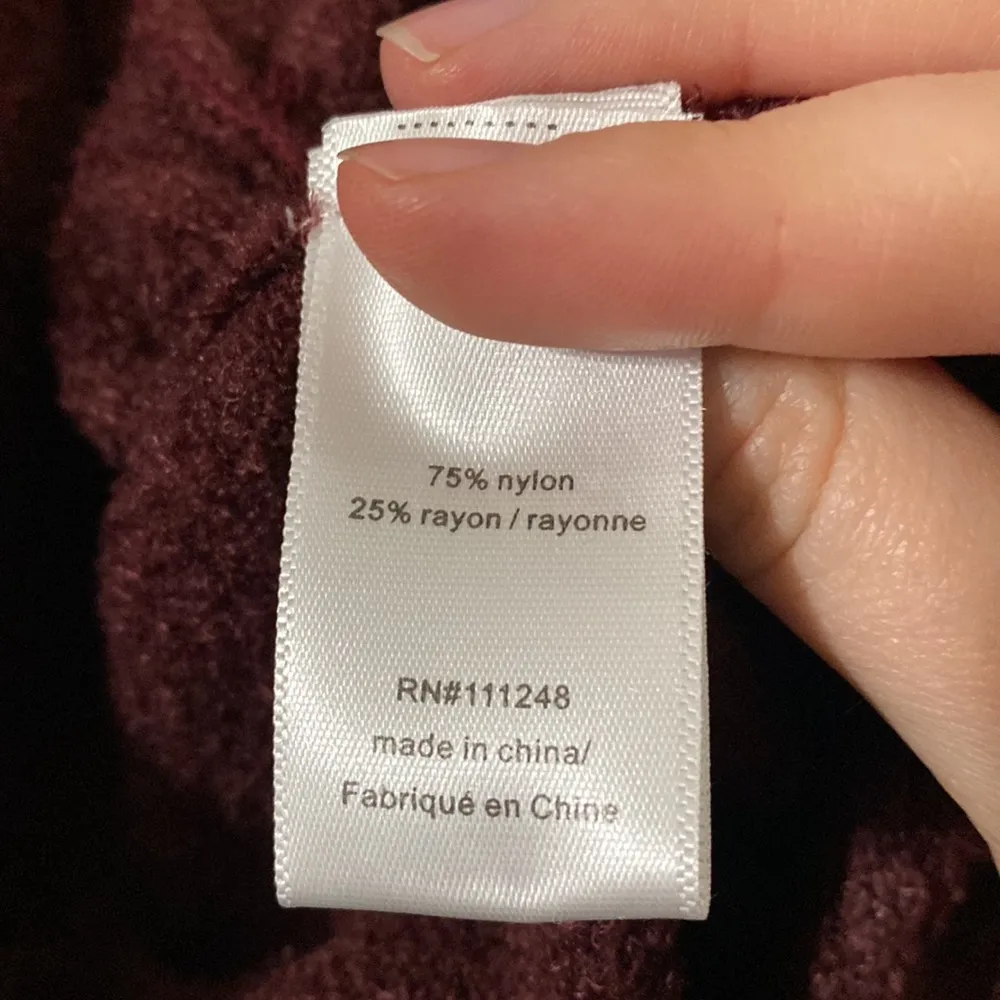 75% nylon
25% rayon / rayonne
RN#111248
made in china/
Fabriqué en Chine